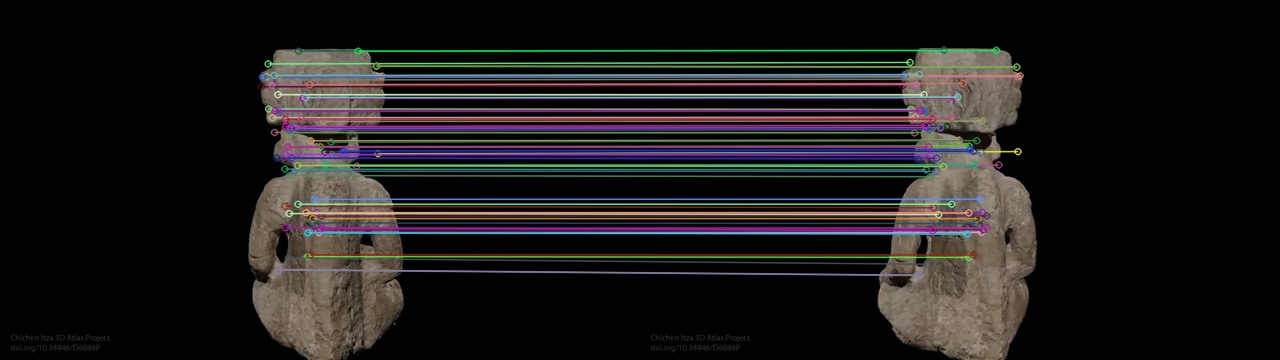 Chichen Itza 3D Atlas Project
doi.org/10.34946/D6B88P
Chichen Itza 3D Atlas Project
doi.org/10.34946/D6B88P